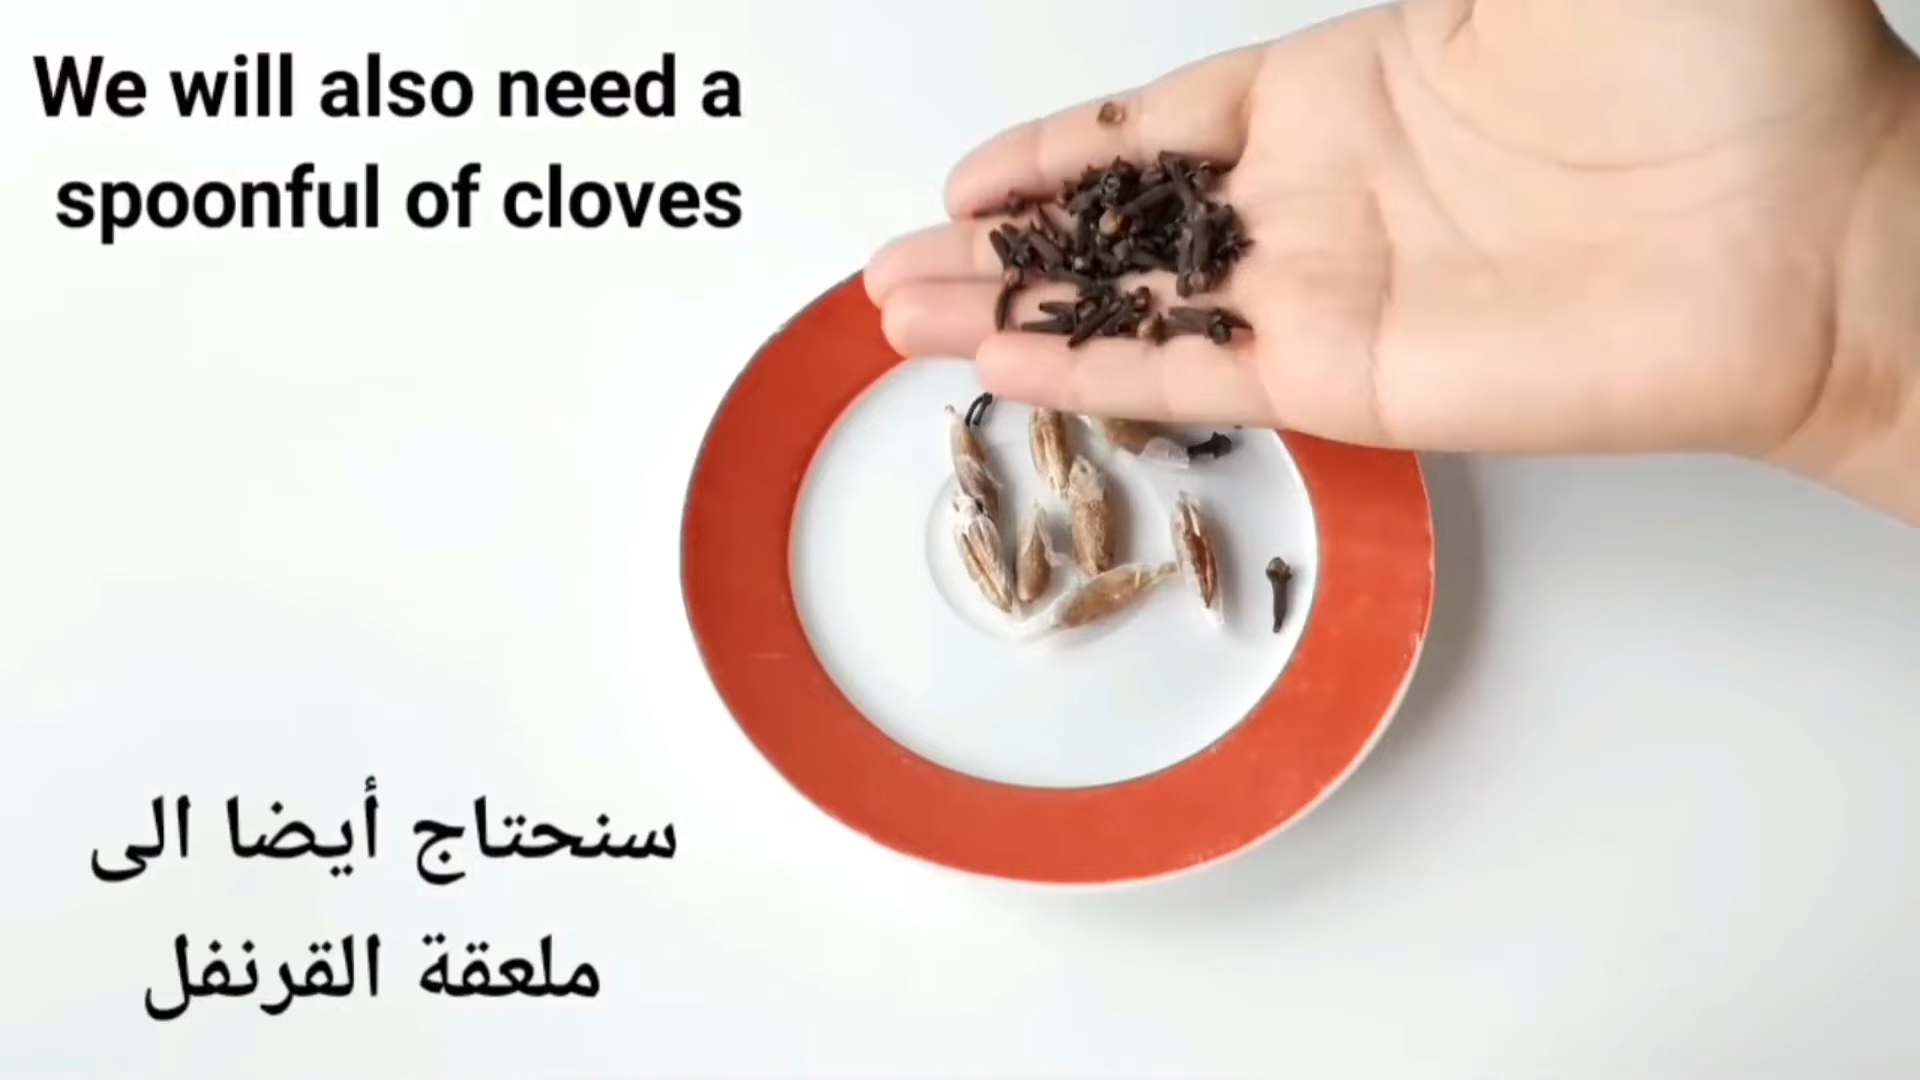 We will also need a
spoonful of cloves
سنحتاج أيضا الى
ملعقة القرنفل